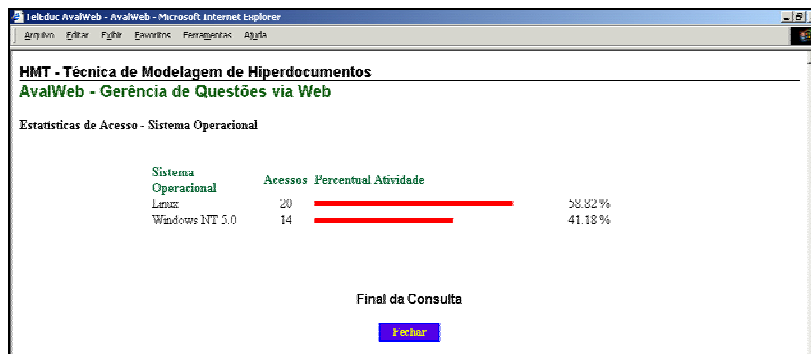 TelEduc AvalWeb - AvalWeb - Microsoft Internet Explorer
Arquivo Editar Exibir Favoritos Ferramentas Ajuda
HMT - Técnica de Modelagem de Hiperdocumentos
AvalWeb - Gerência de Questões via Web
Estatísticas de Acesso - Sistema Operacional
Sistema Operacional Acessos Percentual Atividade
Linux 20 58.82%
Windows NT 5.0 14 41.18%
Final da Consulta
Fechar